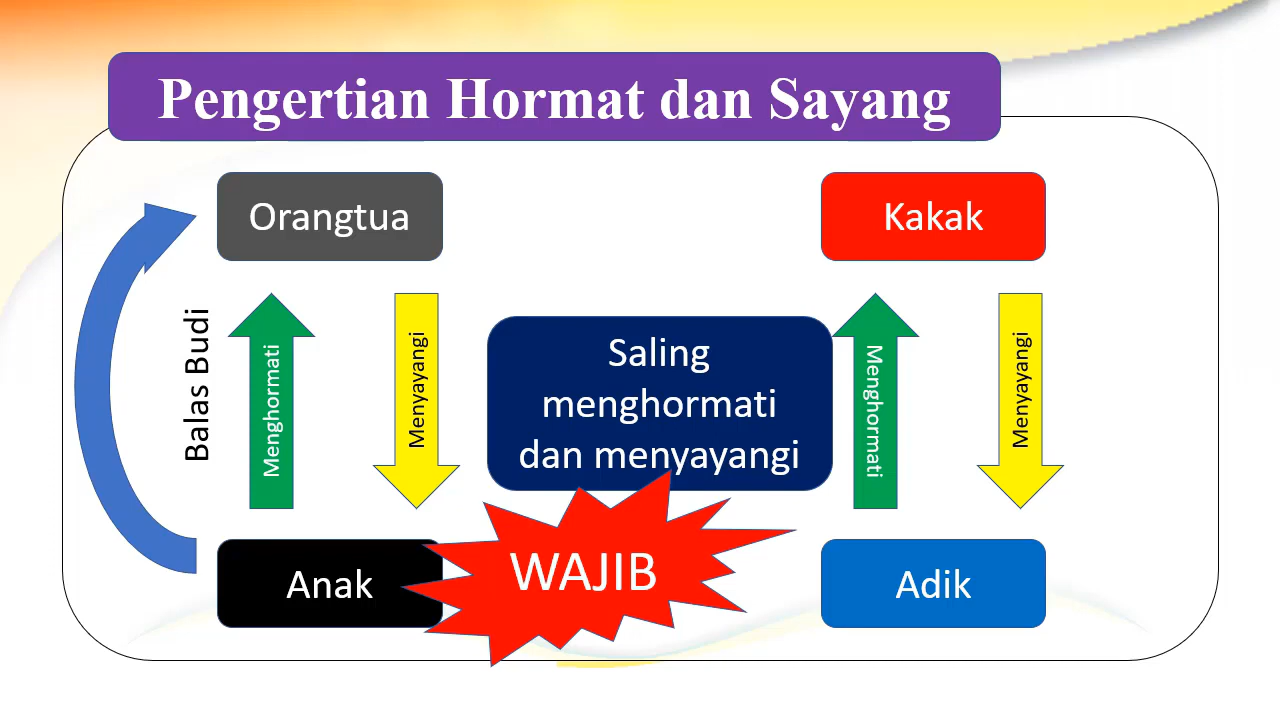 Pengertian Hormat dan Sayang
Orangtua
Kakak
Balas Budi
Menghormati
Menyayangi
Saling
menghormati
dan menyayangi
Menghormati
Menyayangi
Anak
WAJIB
Adik